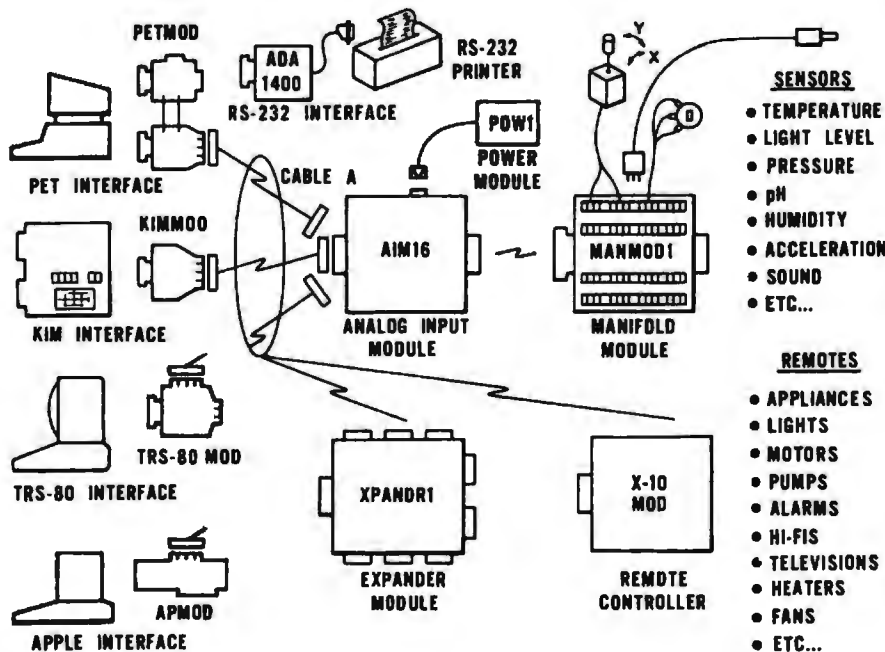 PETMOD
PET INTERFACE
ADA
1400
RS-232 INTERFACE
RS-232
PRINTER
CABLE A
POW1
POWER
MODULE
Y
X
KIMMOO
KIM INTERFACE
AIM16
ANALOG INPUT
MODULE
MANMOD1
MANIFOLD
MODULE
TRS-80 MOD
TRS-80 INTERFACE
APMOD
APPLE INTERFACE
XPANDR1
EXPANDER
MODULE
X-10
MOD
REMOTE
CONTROLLER
SENSORS
• TEMPERATURE
• LIGHT LEVEL
• PRESSURE
• pH
• HUMIDITY
• ACCELERATION
• SOUND
• ETC...
REMOTES
• APPLIANCES
• LIGHTS
• MOTORS
• PUMPS
• ALARMS
• HI-FIS
• TELEVISIONS
• HEATERS
• FANS
• ETC...